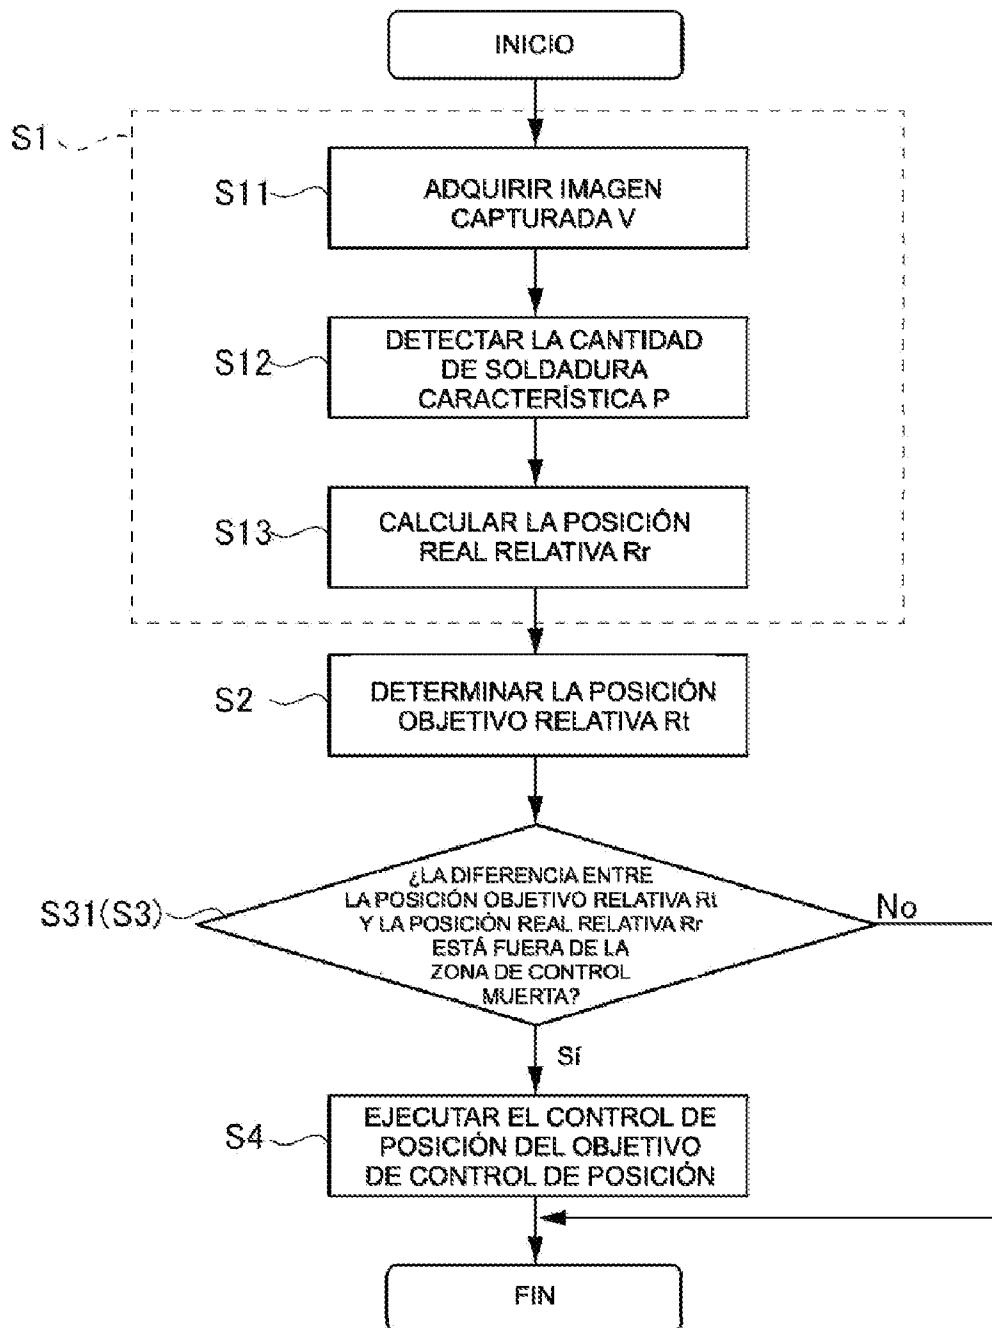 INICIO
S1
S11
ADQUIRIR IMAGEN
CAPTURADA V
S12
DETECTAR LA CANTIDAD
DE SOLDADURA
CARACTERÍSTICA P
S13
CALCULAR LA POSICIÓN
REAL RELATIVA Rr
S2
DETERMINAR LA POSICIÓN
OBJETIVO RELATIVA Rt
S31(S3)
¿LA DIFERENCIA ENTRE
LA POSICIÓN OBJETIVO RELATIVA Rt
Y LA POSICIÓN REAL RELATIVA Rr
ESTÁ FUERA DE LA
ZONA DE CONTROL
MUERTA?
No
Sí
S4
EJECUTAR EL CONTROL DE
POSICIÓN DEL OBJETIVO
DE CONTROL DE POSICIÓN
FIN